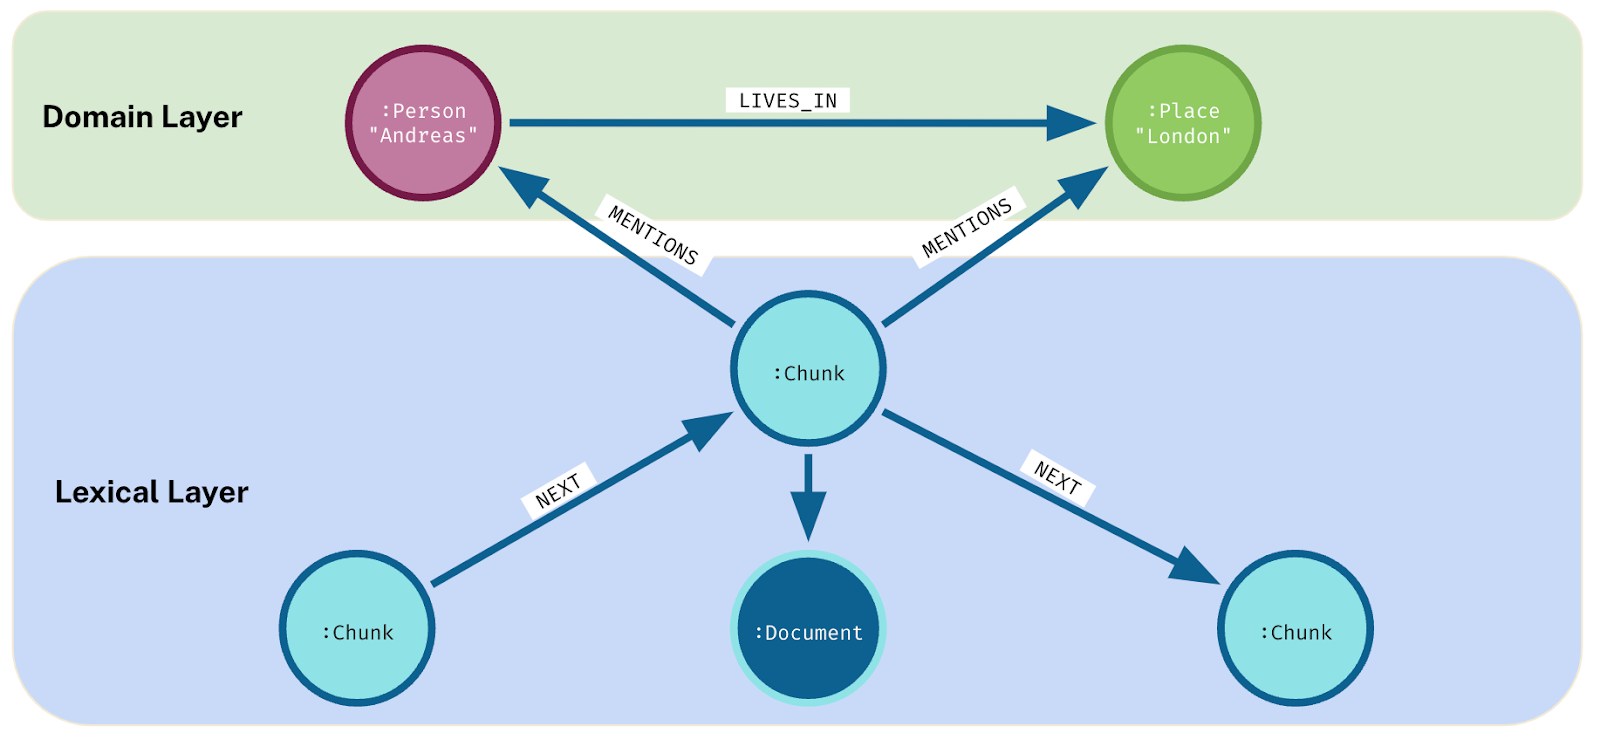 Domain Layer
:Person
"Andreas"
LIVES_IN
:Place
"London"
MENTIONS
MENTIONS
:Chunk
Lexical Layer
NEXT
NEXT
:Chunk
:Document
:Chunk